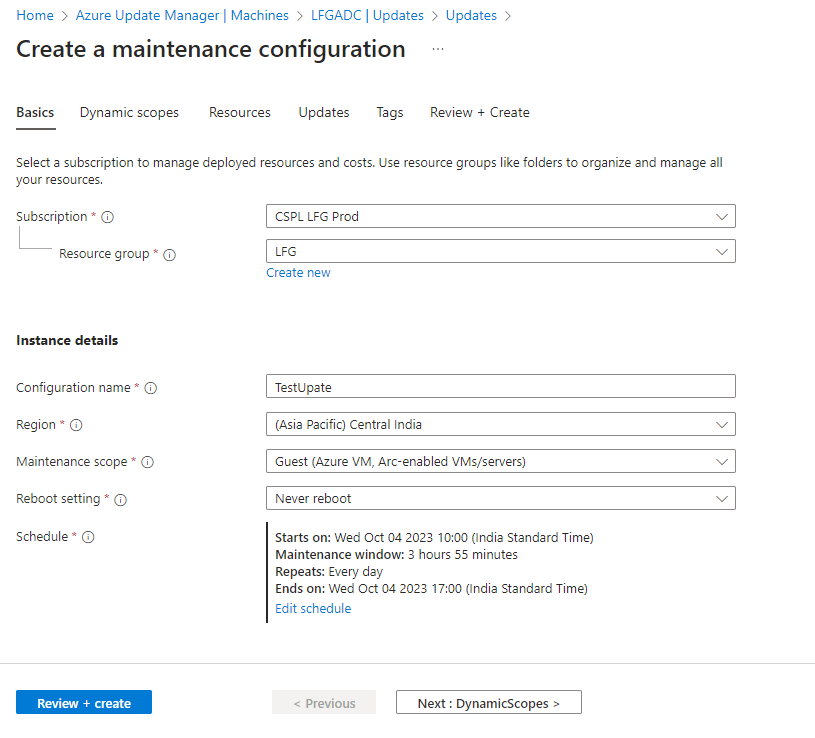 Home > Azure Update Manager | Machines > LFGADC | Updates > Updates >
Create a maintenance configuration ...
Basics Dynamic scopes Resources Updates Tags Review + Create
Select a subscription to manage deployed resources and costs. Use resource groups like folders to organize and manage all
your resources.
Subscription * CSPL LFG Prod
Resource group * LFG
Create new
Instance details
Configuration name * TestUpate
Region * (Asia Pacific) Central India
Maintenance scope * Guest (Azure VM, Arc-enabled VMs/servers)
Reboot setting * Never reboot
Schedule * Starts on: Wed Oct 04 2023 10:00 (India Standard Time)
Maintenance window: 3 hours 55 minutes
Repeats: Every day
Ends on: Wed Oct 04 2023 17:00 (India Standard Time)
Edit schedule
Review + create < Previous Next : DynamicScopes >